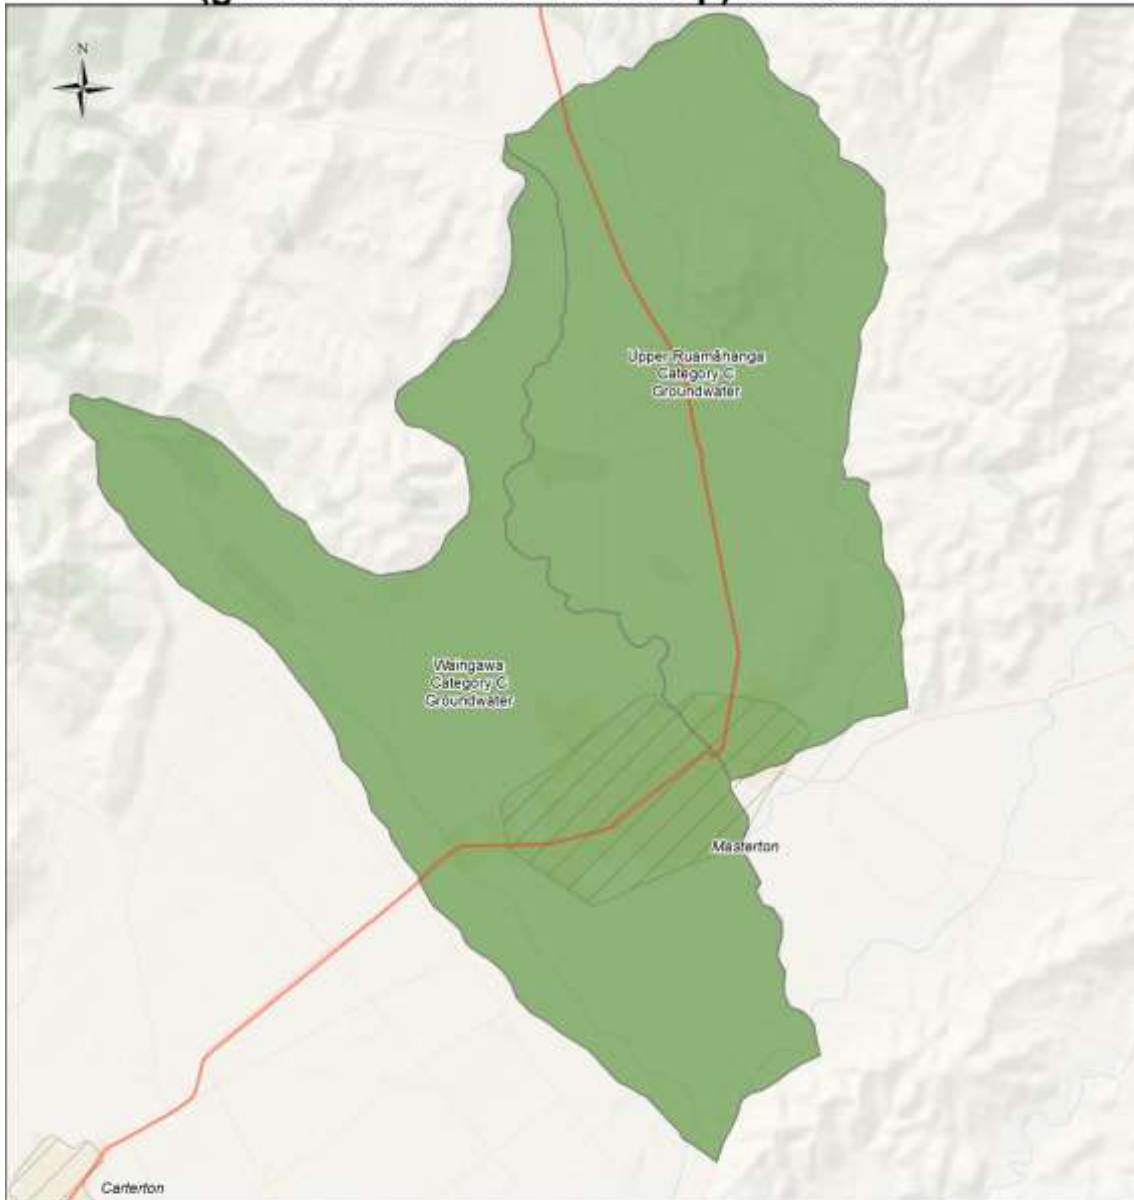 N
Upper Ruamāhanga
Category C
Groundwater
Waingawa
Category C
Groundwater
Masterton
Carterton